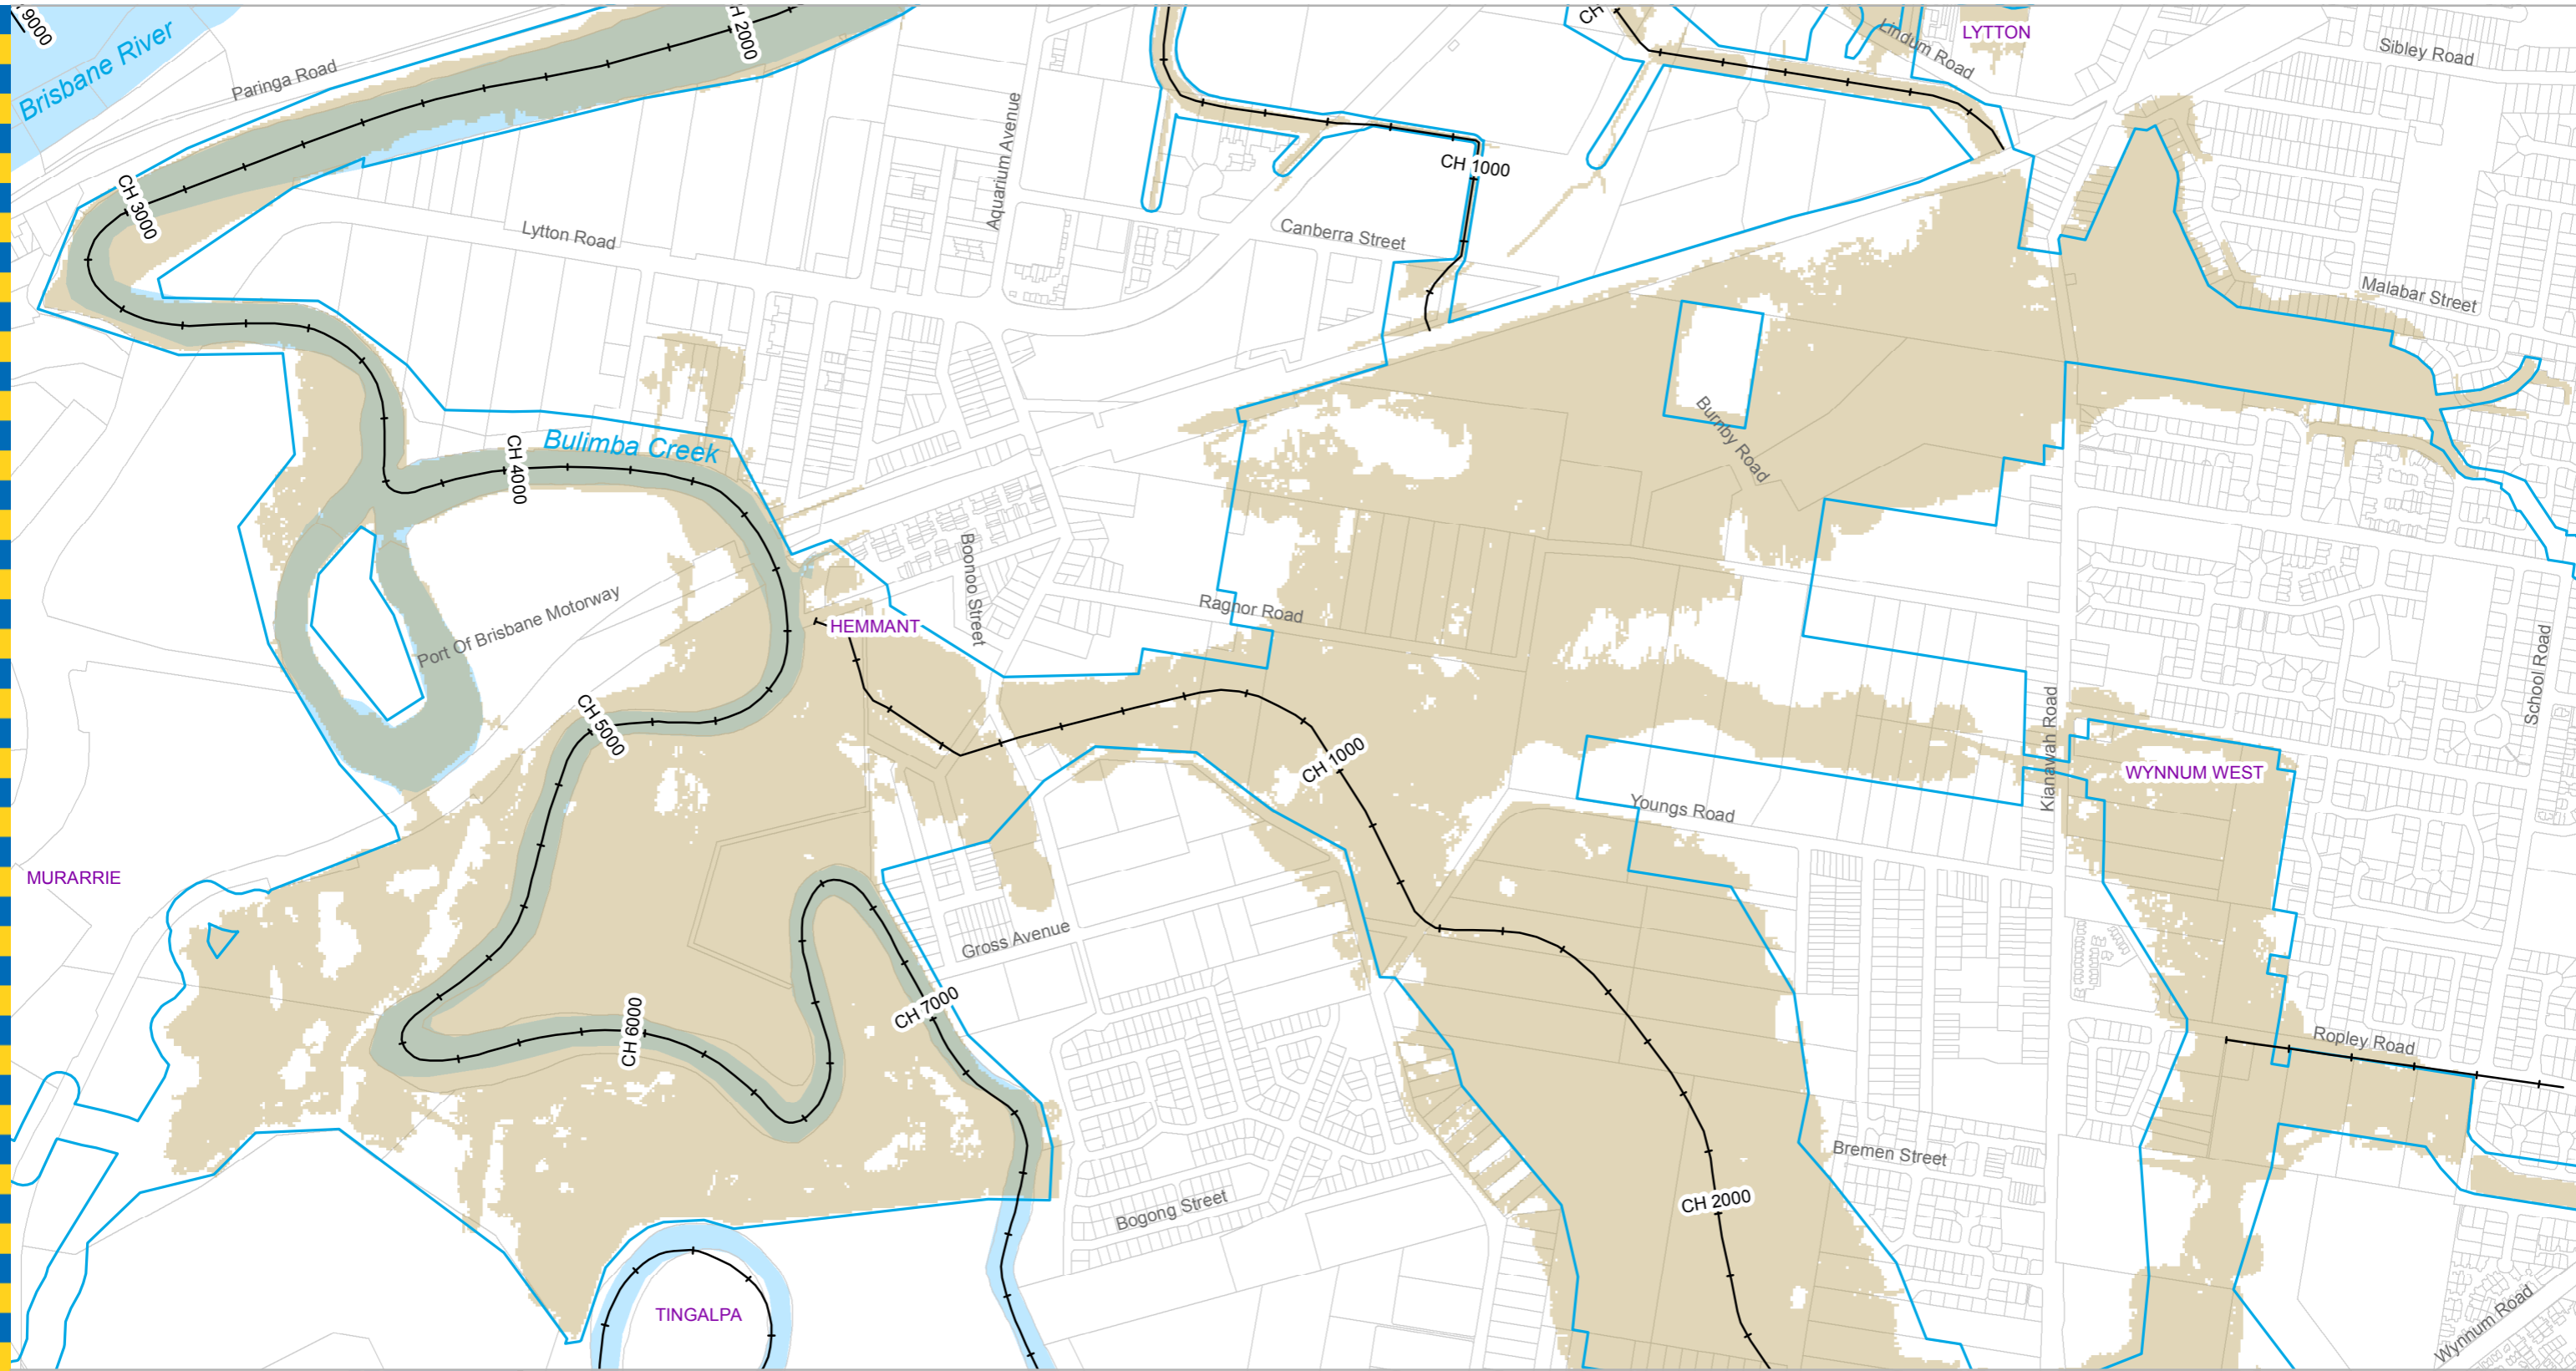 9000
Brisbane River
Paringa Road
CH 2000
CH
Lindum Road
LYTTON
Sibley Road
CH 3000
Lytton Road
Aquarium Avenue
CH 1000
Canberra Street
Malabar Street
Bulimba Creek
CH 4000
Burnby Road
Boonoo Street
Ragnor Road
Port Of Brisbane Motorway
HEMMANT
School Road
CH 5000
Kianawah Road
CH 1000
WYNNUM WEST
Youngs Road
MURARRIE
Gross Avenue
CH 7000
CH 6000
Ropley Road
Bremen Street
Bogong Street
CH 2000
TINGALPA
Wynnum Road